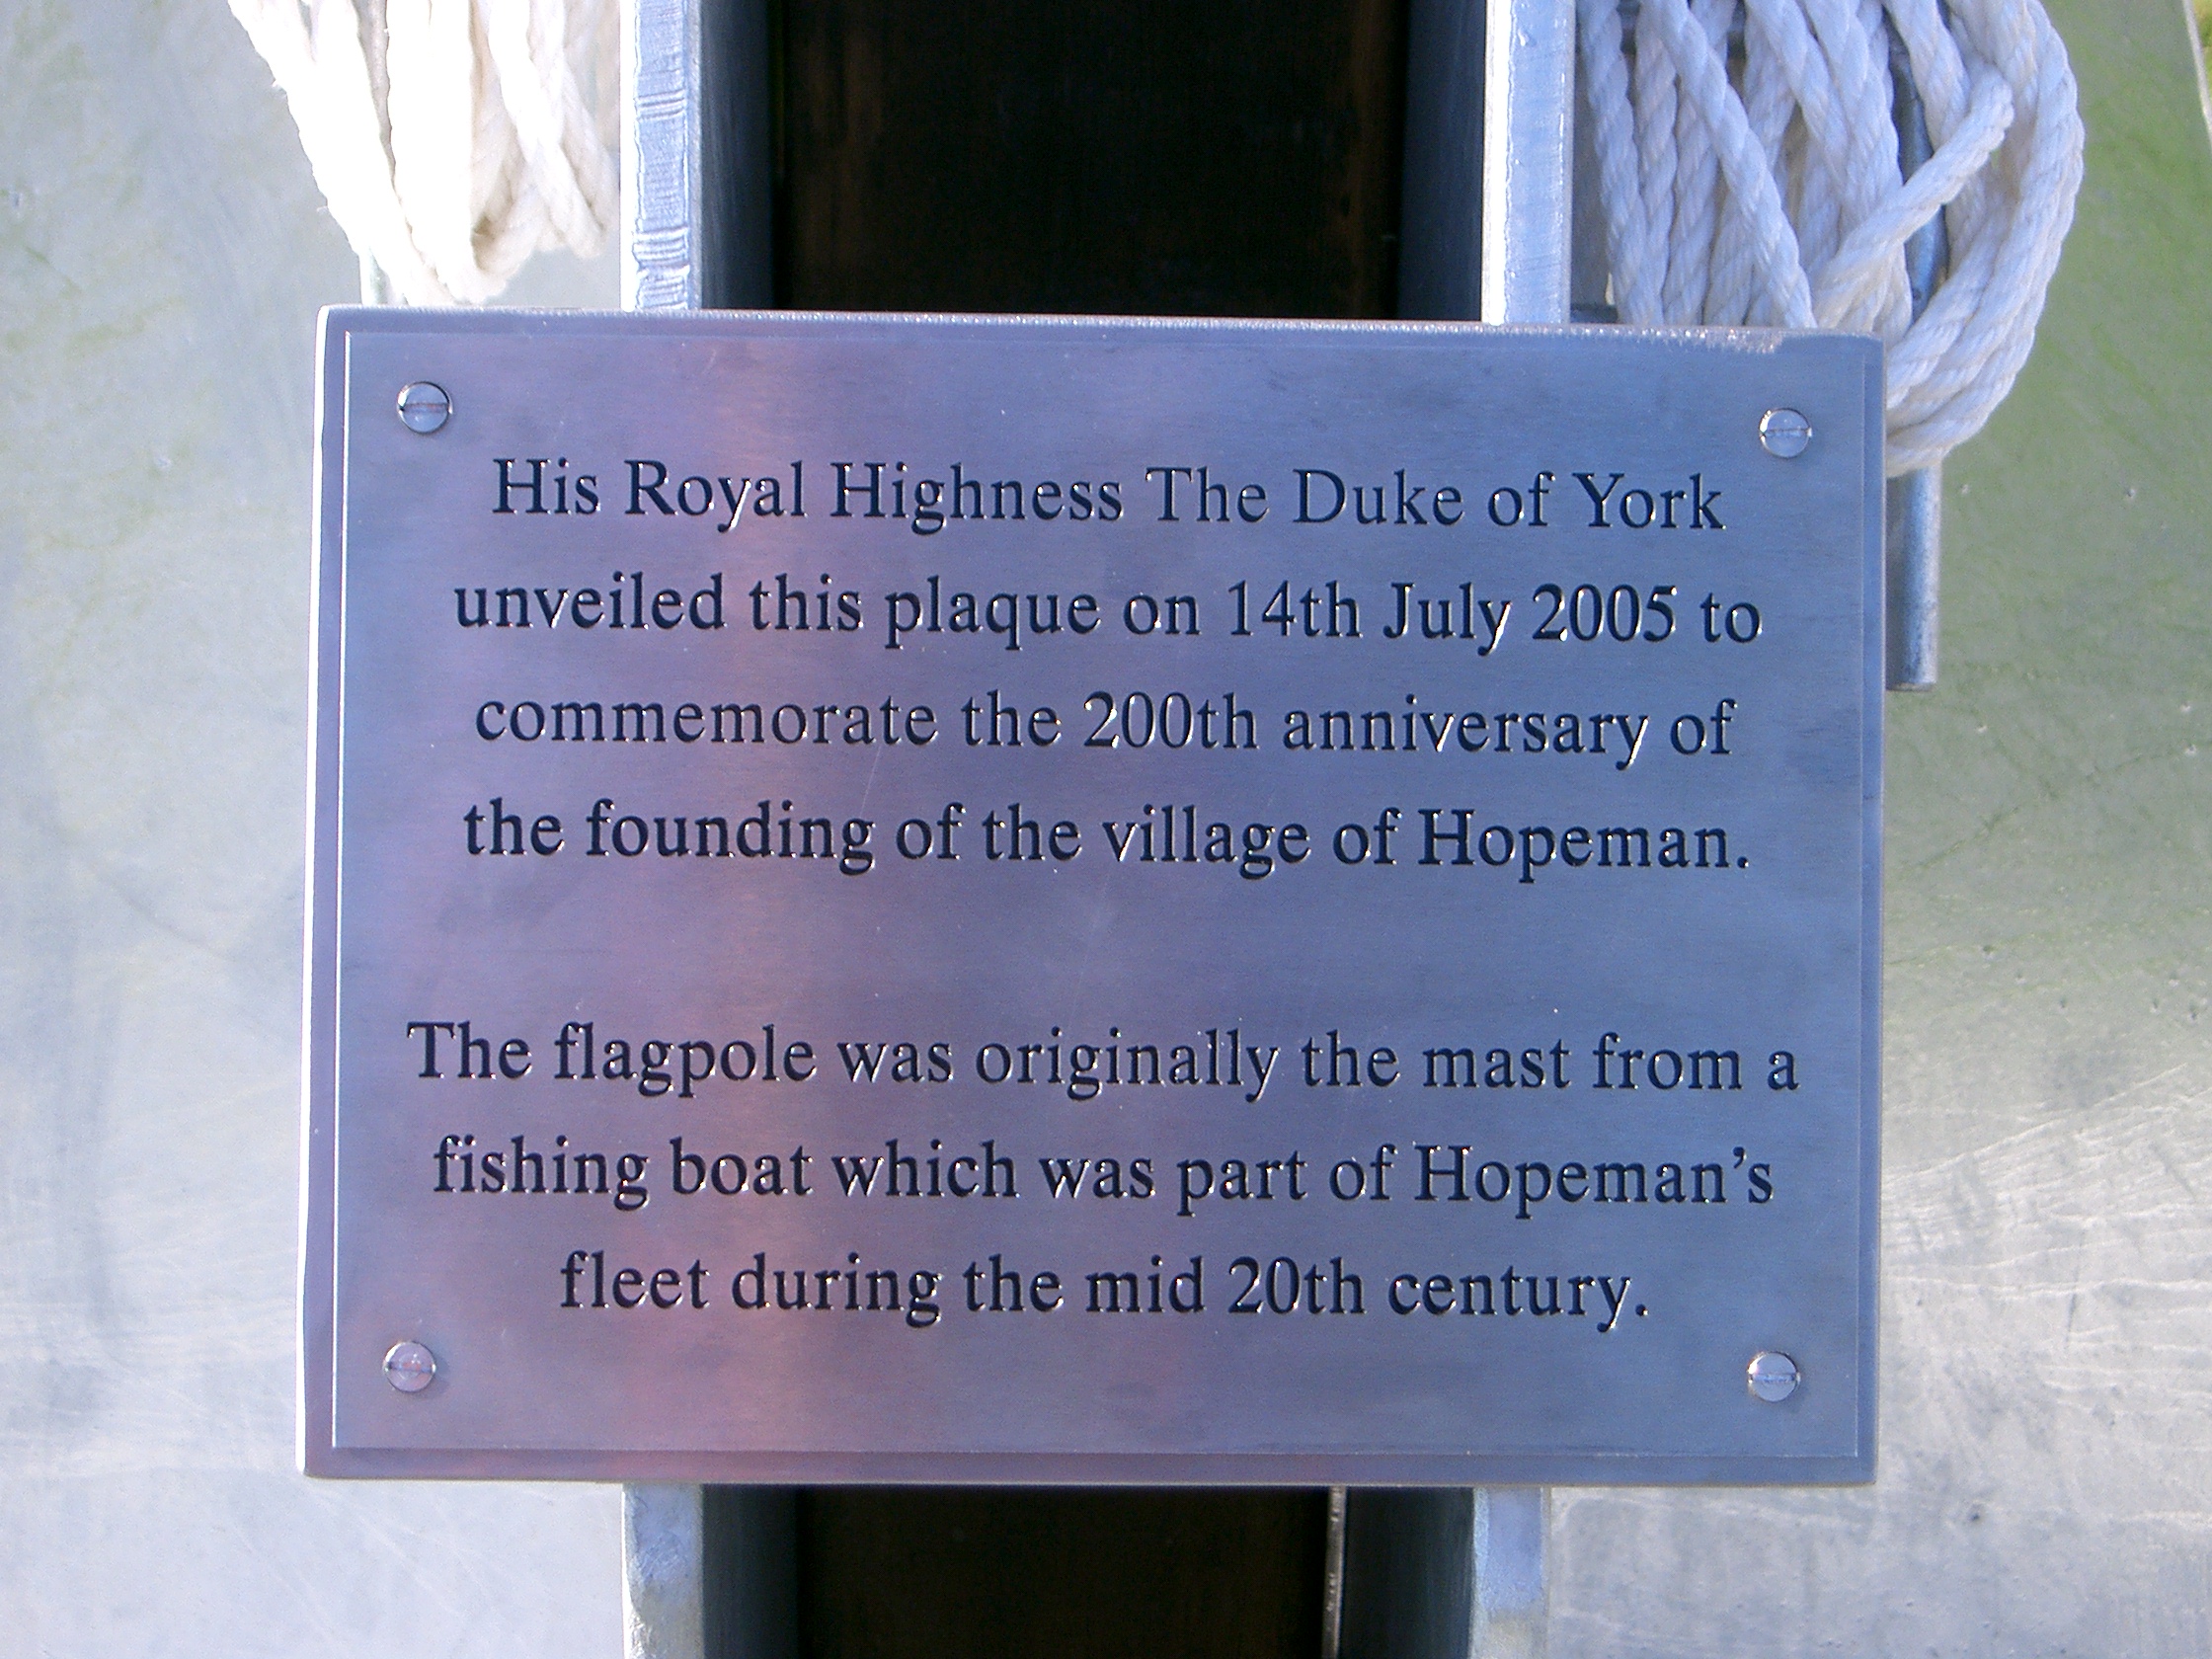 His Royal Highness The Duke of York
unveiled this plaque on 14th July 2005 to
commemorate the 200th anniversary of
the founding of the village of Hopeman.
The flagpole was originally the mast from a
fishing boat which was part of Hopeman’s
fleet during the mid 20th century.